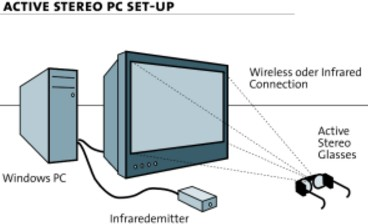 ACTIVE STEREO PC SET-UP
Wireless oder Infrared
Connection
Active
Stereo
Glasses
Windows PC
Infraredemitter